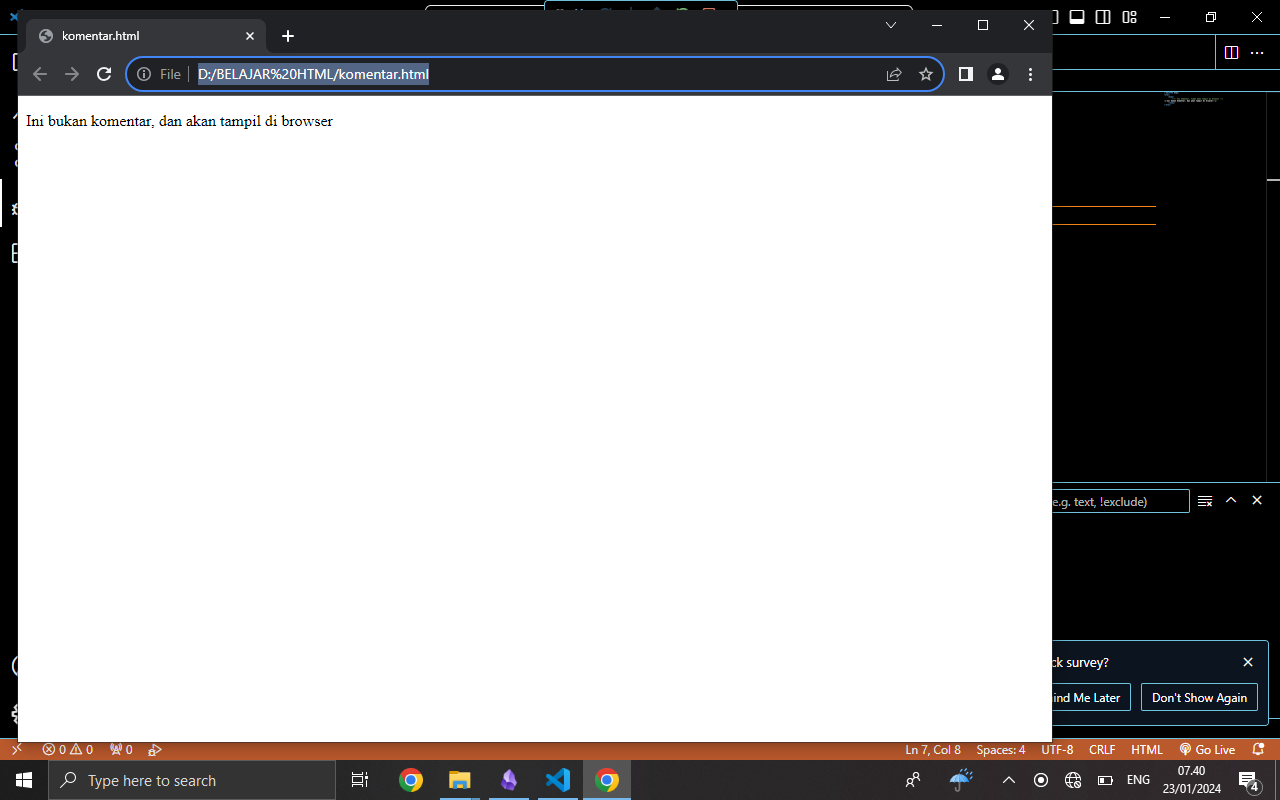 komentar.html
File
D:/BELAJAR%20HTML/komentar.html
Ini bukan komentar, dan akan tampil di browser
e.g. text, !exclude)
ck survey?
ind Me Later
Don't Show Again
0 0 0
Ln 7, Col 8 Spaces: 4 UTF-8 CRLF HTML Go Live
Type here to search
ENG
07.40
23/01/2024
4